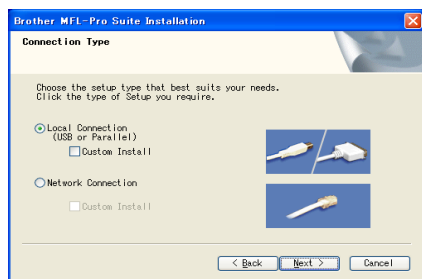 Brother MFL-Pro Suite Installation
Connection Type
Choose the setup type that best suits your needs.
Click the type of Setup you require.
Local Connection
(USB or Parallel)
Custom Install
Network Connection
Custom Install
< Back
Next >
Cancel